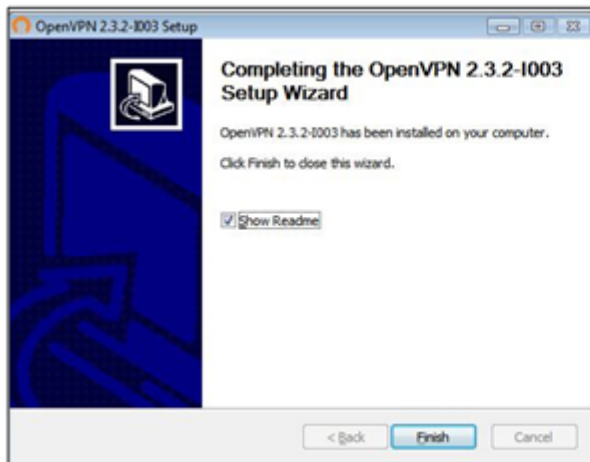 OpenVPN 2.3.2-I003 Setup
Completing the OpenVPN 2.3.2-I003
Setup Wizard
OpenVPN 2.3.2-I003 has been installed on your computer.
Click Finish to close this wizard.
Show Readme
< Back
Finish
Cancel